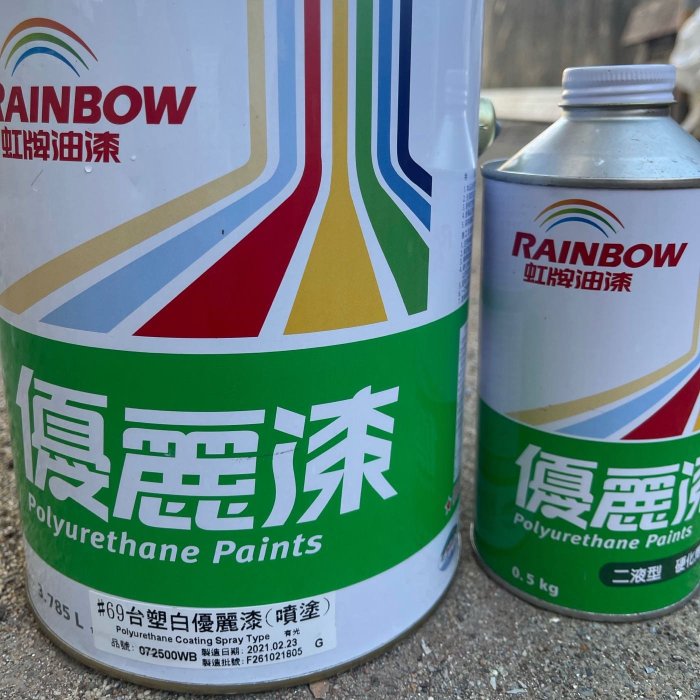 RAINBOW
虹牌油漆
優麗漆
Polyurethane Paints
3.785 L
#69台塑白優麗漆(噴塗)
Polyurethane Coating Spray Type 有光
品號: 072500WB 製造日期: 2021.02.23 G
製造批號: F261021805
RAINBOW
虹牌油漆
優麗漆
Polyurethane Paints
0.5 kg
二液型 硬化